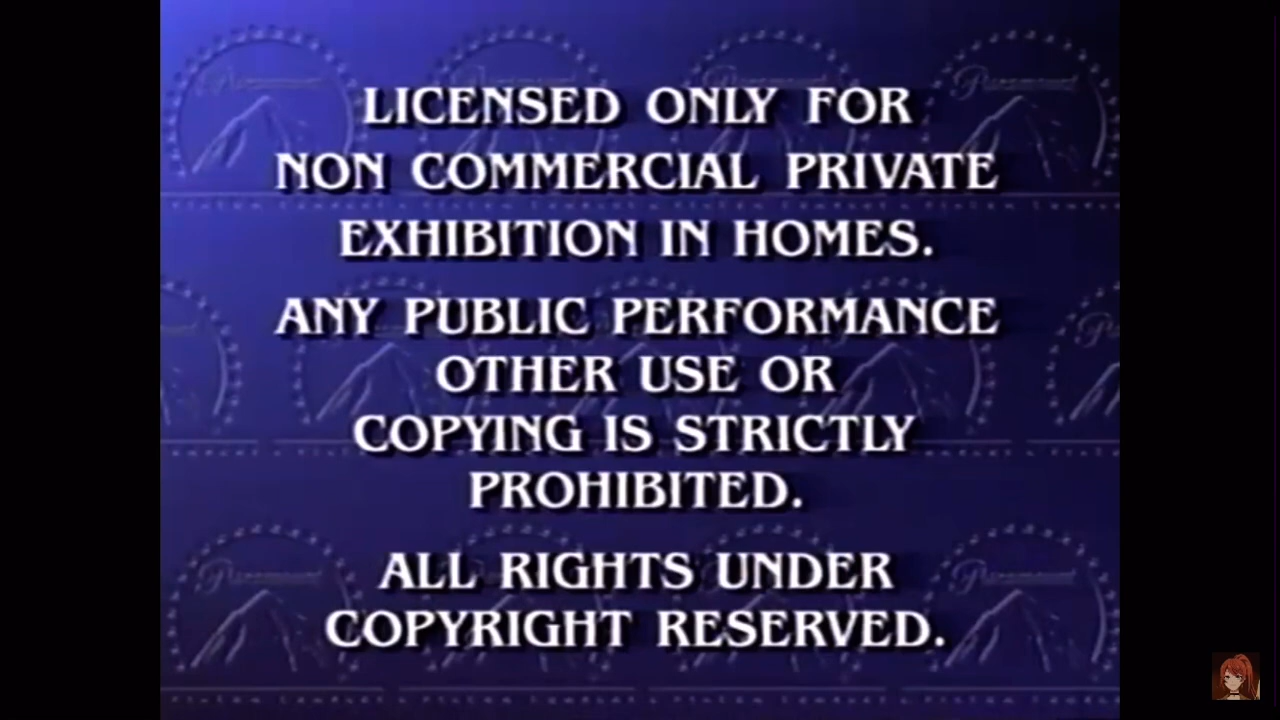 LICENSED ONLY FOR
NON COMMERCIAL PRIVATE
EXHIBITION IN HOMES.
ANY PUBLIC PERFORMANCE
OTHER USE OR
COPYING IS STRICTLY
PROHIBITED.
ALL RIGHTS UNDER
COPYRIGHT RESERVED.